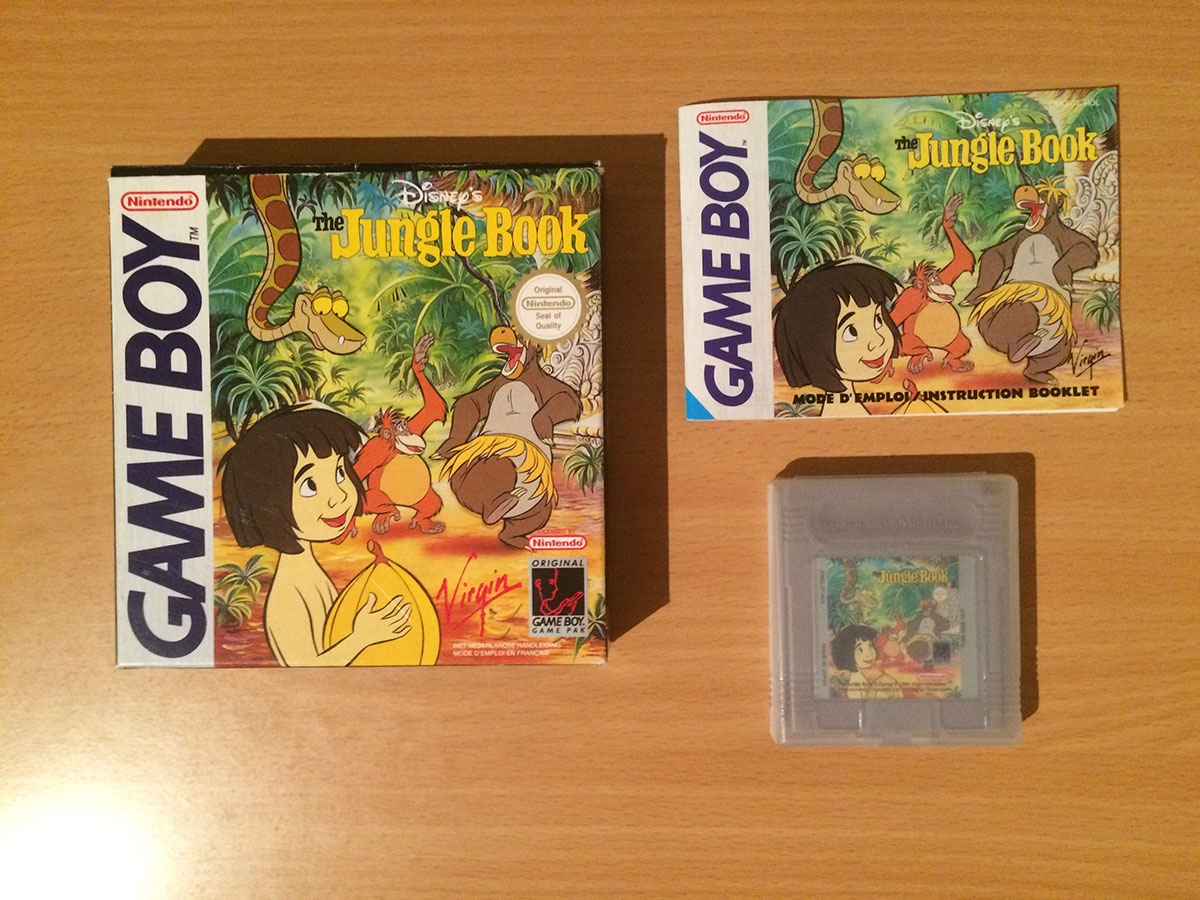 Nintendo
GAME BOY
TM
Disney's
The Jungle Book
Original
Nintendo
Seal of
Quality
Nintendo
ORIGINAL
GAME BOY
GAME PAK
Virgin
MET NEDERLANDSE HANDLEIDING
MODE D'EMPLOI EN FRANÇAIS
Nintendo
GAME BOY
TM
Disney's
The Jungle Book
Virgin
MODE D'EMPLOI / INSTRUCTION BOOKLET
Jungle Book